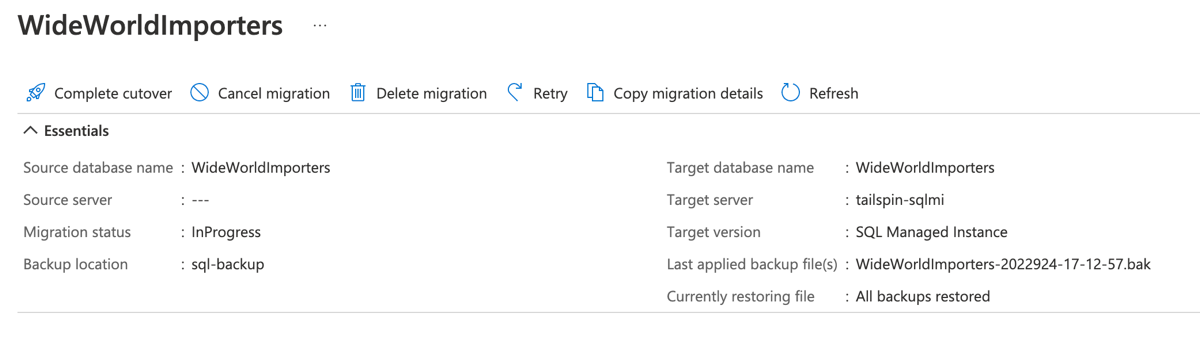 WideWorldImporters ...
Complete cutover Cancel migration Delete migration Retry Copy migration details Refresh
Essentials
Source database name : WideWorldImporters Target database name : WideWorldImporters
Source server : --- Target server : tailspin-sqlmi
Migration status : InProgress Target version : SQL Managed Instance
Backup location : sql-backup Last applied backup file(s) : WideWorldImporters-2022924-17-12-57.bak
Currently restoring file : All backups restored